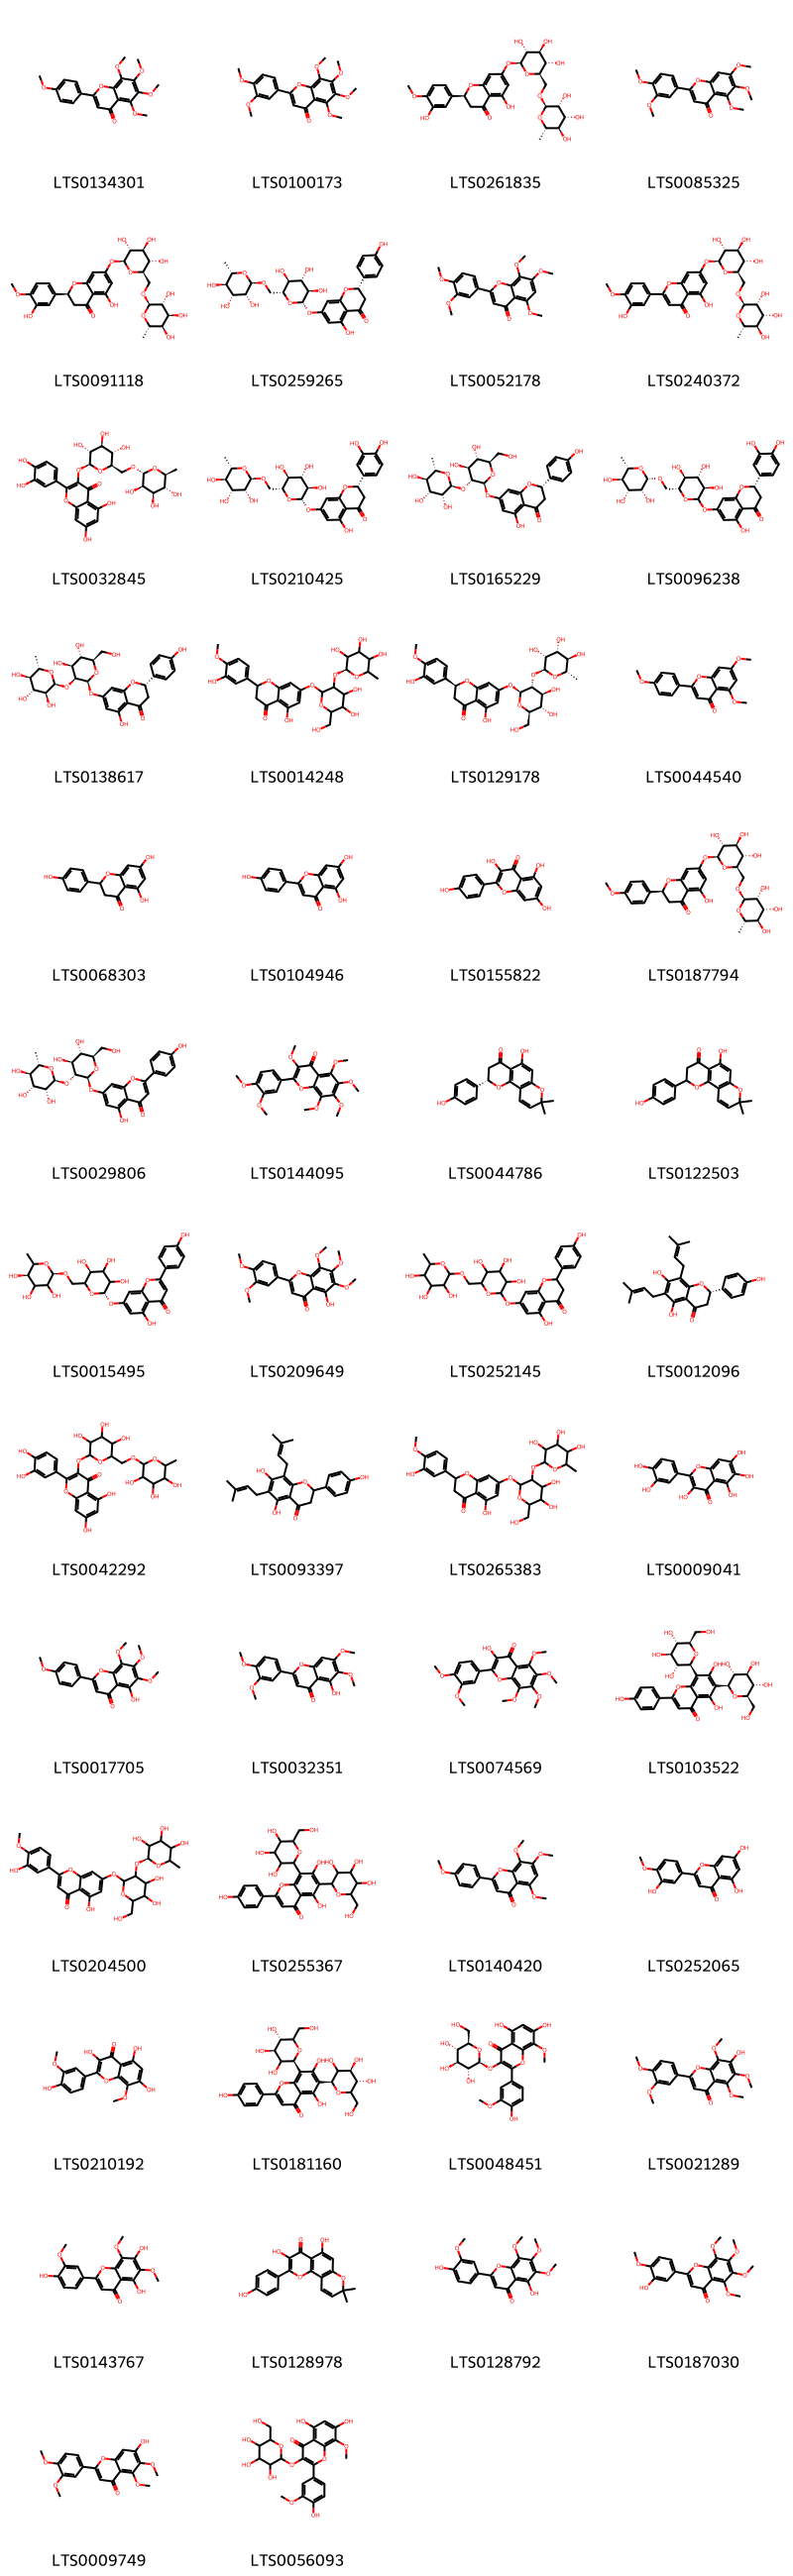 LTS0134301 LTS0100173 LTS0261835 LTS0085325
LTS0091118 LTS0259265 LTS0052178 LTS0240372
LTS0032845 LTS0210425 LTS0165229 LTS0096238
LTS0138617 LTS0014248 LTS0129178 LTS0044540
LTS0068303 LTS0104946 LTS0155822 LTS0187794
LTS0029806 LTS0144095 LTS0044786 LTS0122503
LTS0015495 LTS0209649 LTS0252145 LTS0012096
LTS0042292 LTS0093397 LTS0265383 LTS0009041
LTS0017705 LTS0032351 LTS0074569 LTS0103522
LTS0204500 LTS0255367 LTS0140420 LTS0252065
LTS0210192 LTS0181160 LTS0048451 LTS0021289
LTS0143767 LTS0128978 LTS0128792 LTS0187030
LTS0009749 LTS0056093